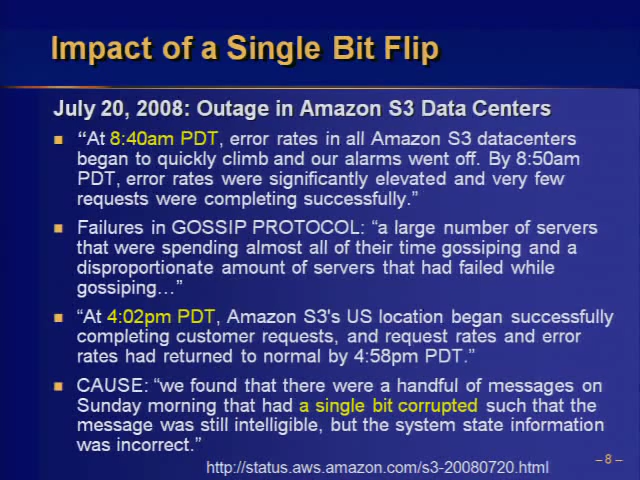 Impact of a Single Bit Flip
July 20, 2008: Outage in Amazon S3 Data Centers
“At 8:40am PDT, error rates in all Amazon S3 datacenters
began to quickly climb and our alarms went off. By 8:50am
PDT, error rates were significantly elevated and very few
requests were completing successfully.”
Failures in GOSSIP PROTOCOL: “a large number of servers
that were spending almost all of their time gossiping and a
disproportionate amount of servers that had failed while
gossiping…”
“At 4:02pm PDT, Amazon S3's US location began successfully
completing customer requests, and request rates and error
rates had returned to normal by 4:58pm PDT.”
CAUSE: “we found that there were a handful of messages on
Sunday morning that had a single bit corrupted such that the
message was still intelligible, but the system state information
was incorrect.”
http://status.aws.amazon.com/s3-20080720.html
– 8 –